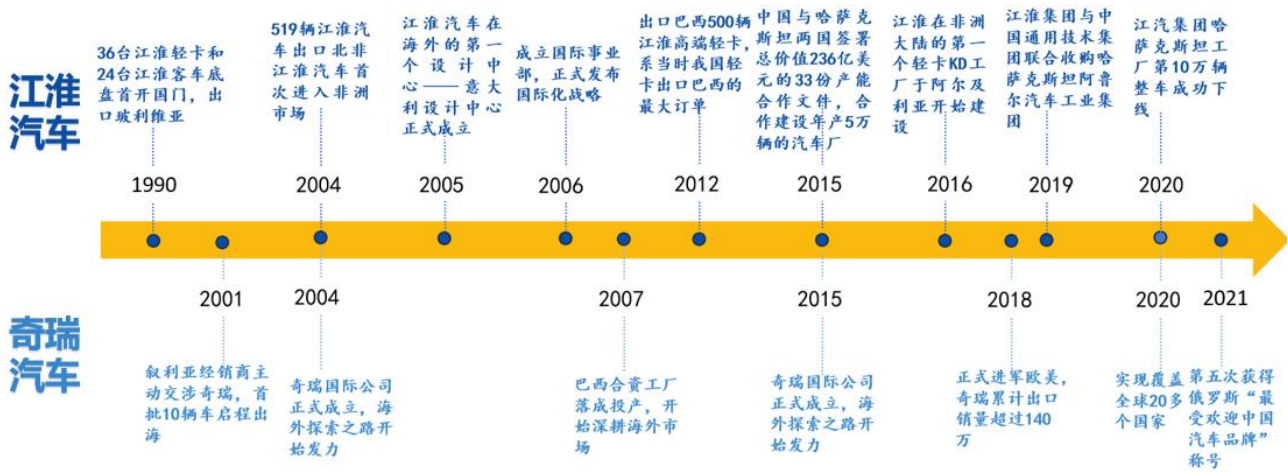 江淮
汽车
36台江淮轻卡和
24台江淮客车底
盘首开国门，出
口玻利维亚
519辆江淮汽
车出口北非
江淮汽车首
次进入非洲
市场
江淮汽车在
海外的第一
个设计中
心——意大
利设计中心
正式成立
成立国际事业
部，正式发布
国际化战略
出口巴西500辆
江淮高端轻卡，
系当时我国轻
卡出口巴西的
最大订单
中国与哈萨克
斯坦两国签署
总价值236亿美
元的33份产能
合作文件，合
作建设年产5万
辆的汽车厂
江淮在非洲
大陆的第一
个轻卡KD工
厂于阿尔及
利亚开始建
设
江淮集团与中
国通用技术集
团联合收购哈
萨克斯坦阿鲁
尔汽车工业集
团
江汽集团哈
萨克斯坦工
厂第10万辆
整车成功下
线
1990
2004
2005
2006
2012
2015
2016
2019
2020
2001
2004
2007
2015
2018
2020
2021
奇瑞
汽车
叙利亚经销商主
动交涉奇瑞，首
批10辆车启程出
海
奇瑞国际公司
正式成立，海
外探索之路开
始发力
巴西合资工厂
落成投产，开
始深耕海外市
场
奇瑞国际公司
正式成立，海
外探索之路开
始发力
正式进军欧美，
奇瑞累计出口
销量超过140
万
实现覆盖
全球20多
个国家
第五次获得
俄罗斯“最
受欢迎中国
汽车品牌”
称号